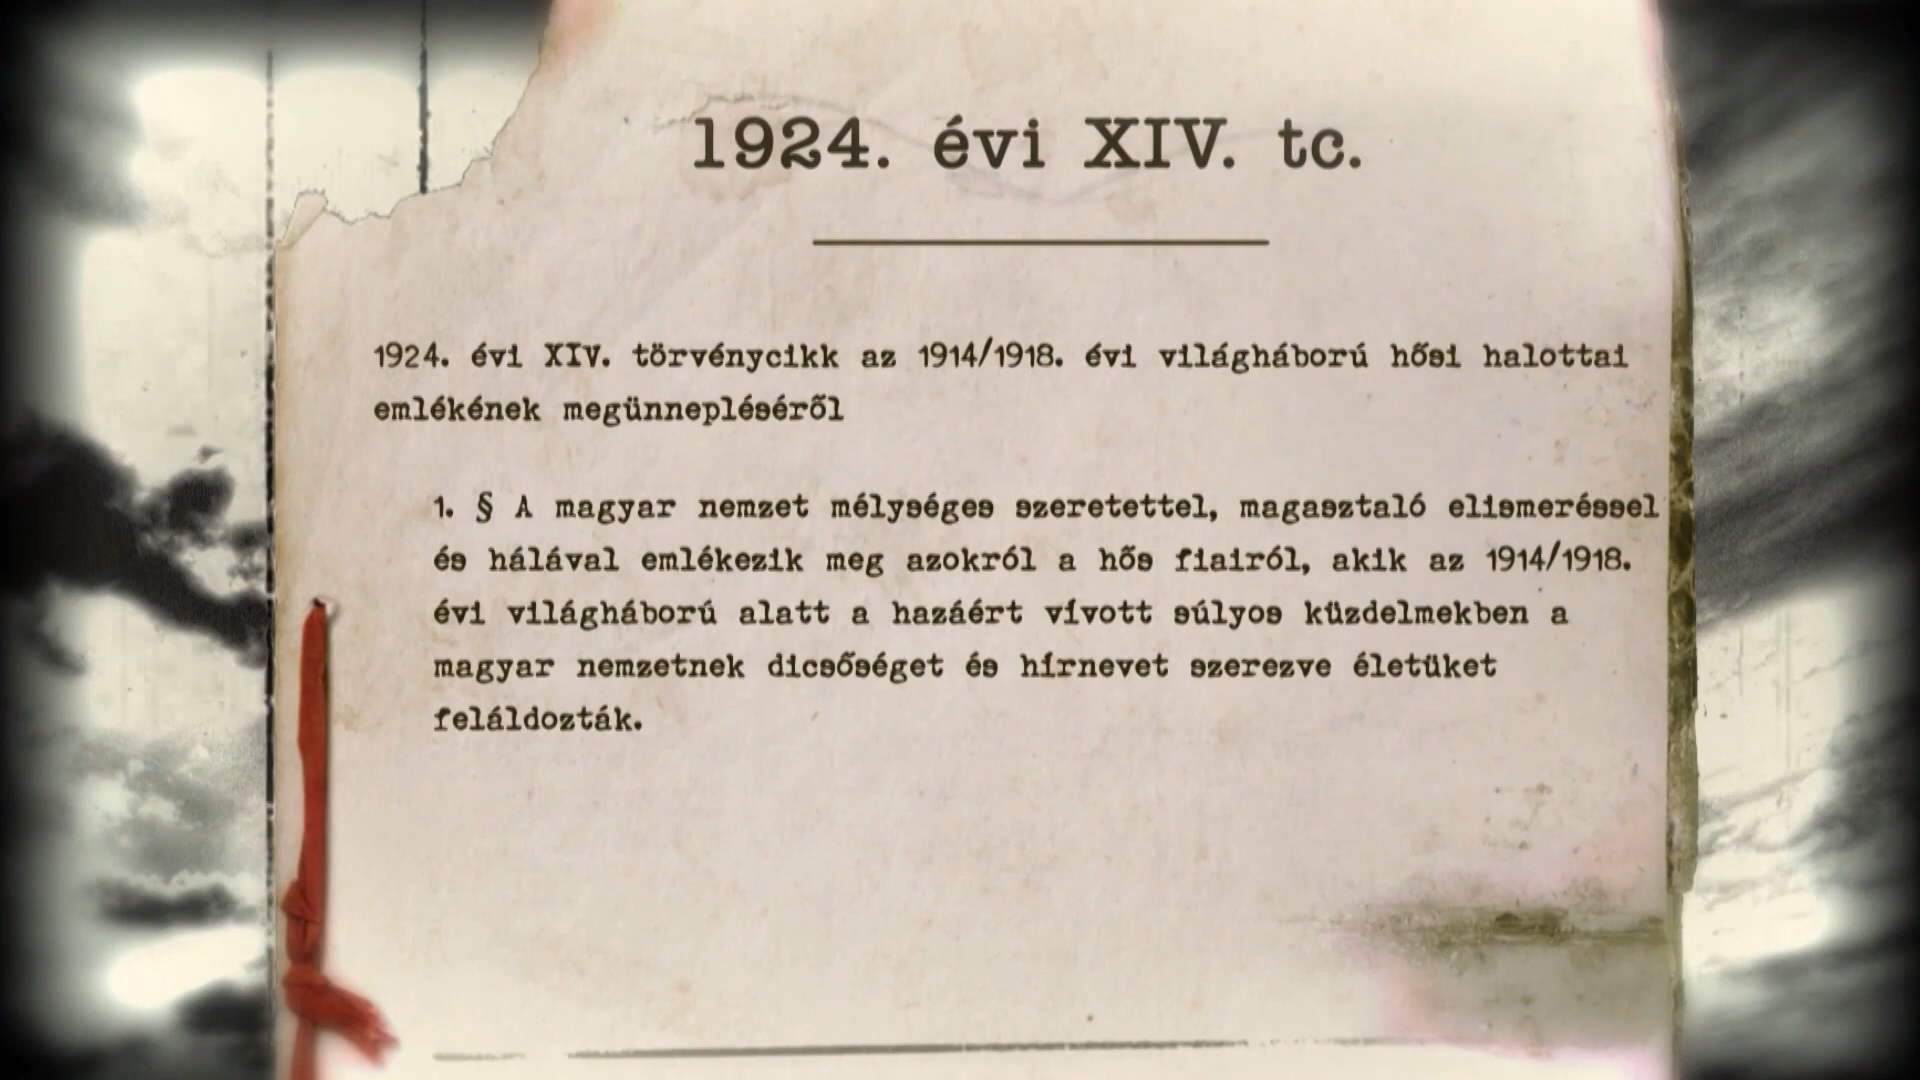 1924. évi XIV. tc.
1924. évi XIV. törvénycikk az 1914/1918. évi világháború hősi halottai
emlékének megünnepléséről
1. § A magyar nemzet mélységes szeretettel, magasztaló elismeréssel
és hálával emlékezik meg azokról a hős fiairól, akik az 1914/1918.
évi világháború alatt a hazáért vívott súlyos küzdelmekben a
magyar nemzetnek dicsőséget és hírnevet szerezve életüket
feláldozták.